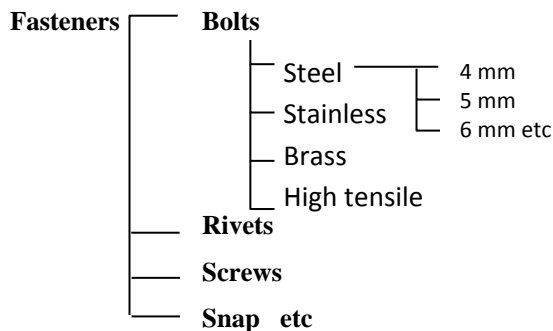 Fasteners Bolts
Steel 4 mm
5 mm
Stainless
6 mm etc
Brass
High tensile
Rivets
Screws
Snap etc